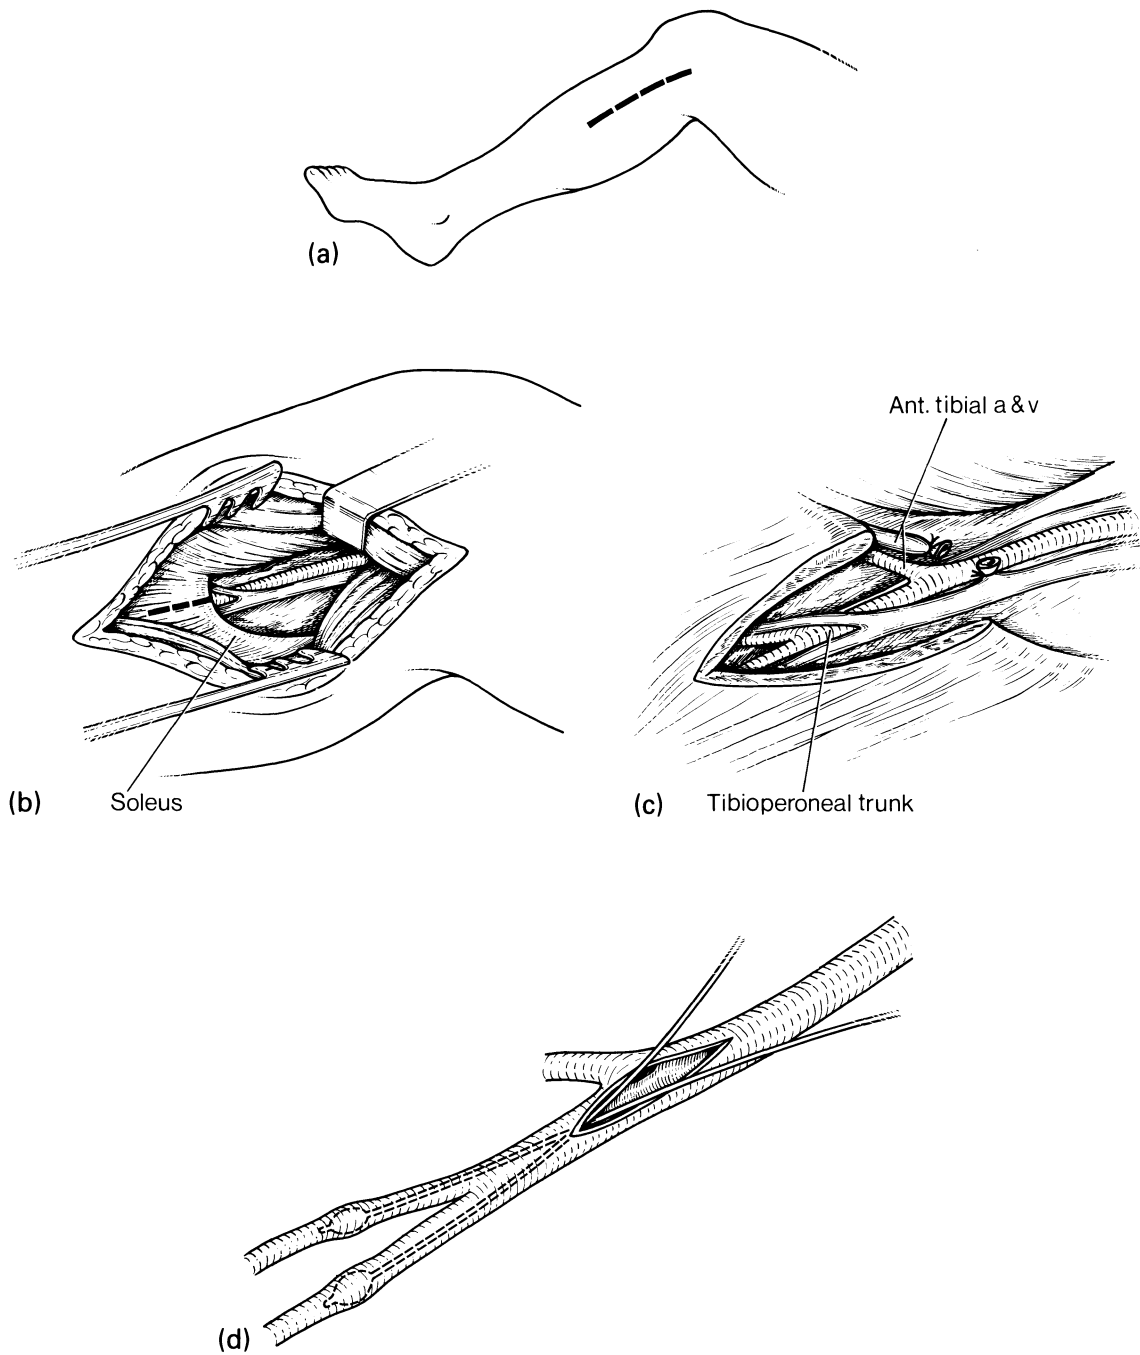 (a)
Ant. tibial a & v
(b)
Soleus
(c)
Tibioperoneal trunk
(d)